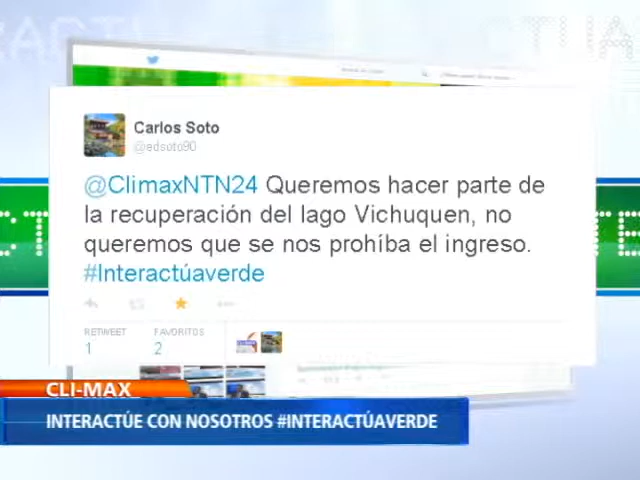 Carlos Soto
@edsoto90
@ClimaxNTN24 Queremos hacer parte de
la recuperación del lago Vichuquen, no
queremos que se nos prohíba el ingreso.
#Interactúaverde
RETWEET FAVORITOS
1 2
CLI-MAX
INTERACTÚE CON NOSOTROS #INTERACTÚAVERDE